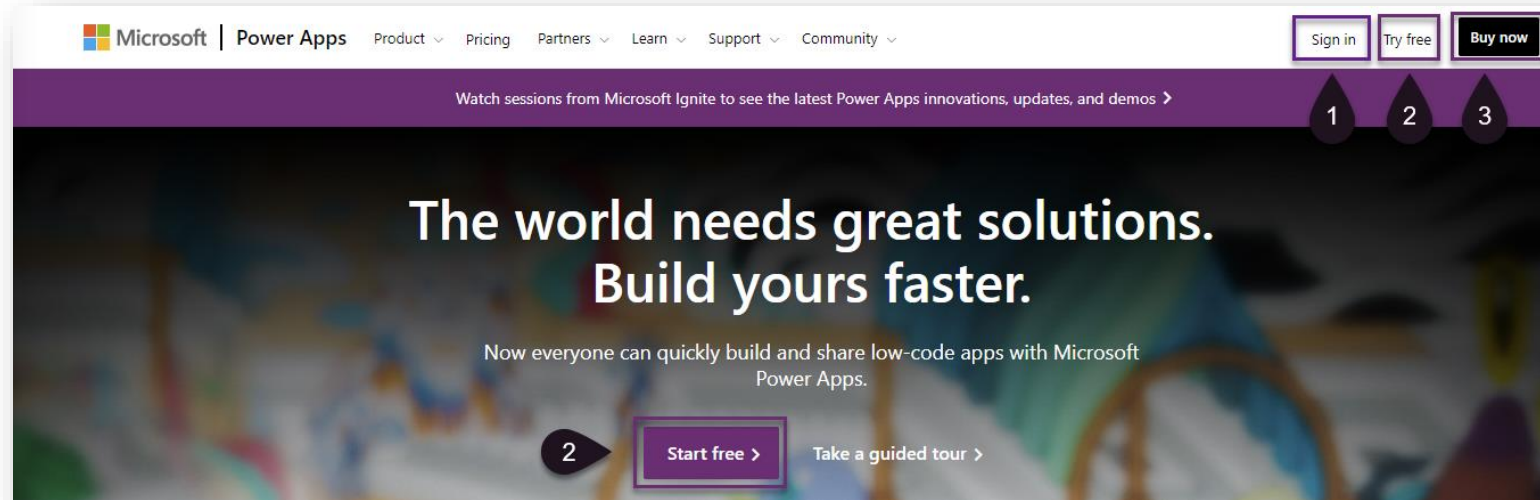 Microsoft | Power Apps Product Pricing Partners Learn Support Community Sign in Try free Buy now
Watch sessions from Microsoft Ignite to see the latest Power Apps innovations, updates, and demos >
1 2 3
The world needs great solutions.
Build yours faster.
Now everyone can quickly build and share low-code apps with Microsoft
Power Apps.
2 Start free > Take a guided tour >